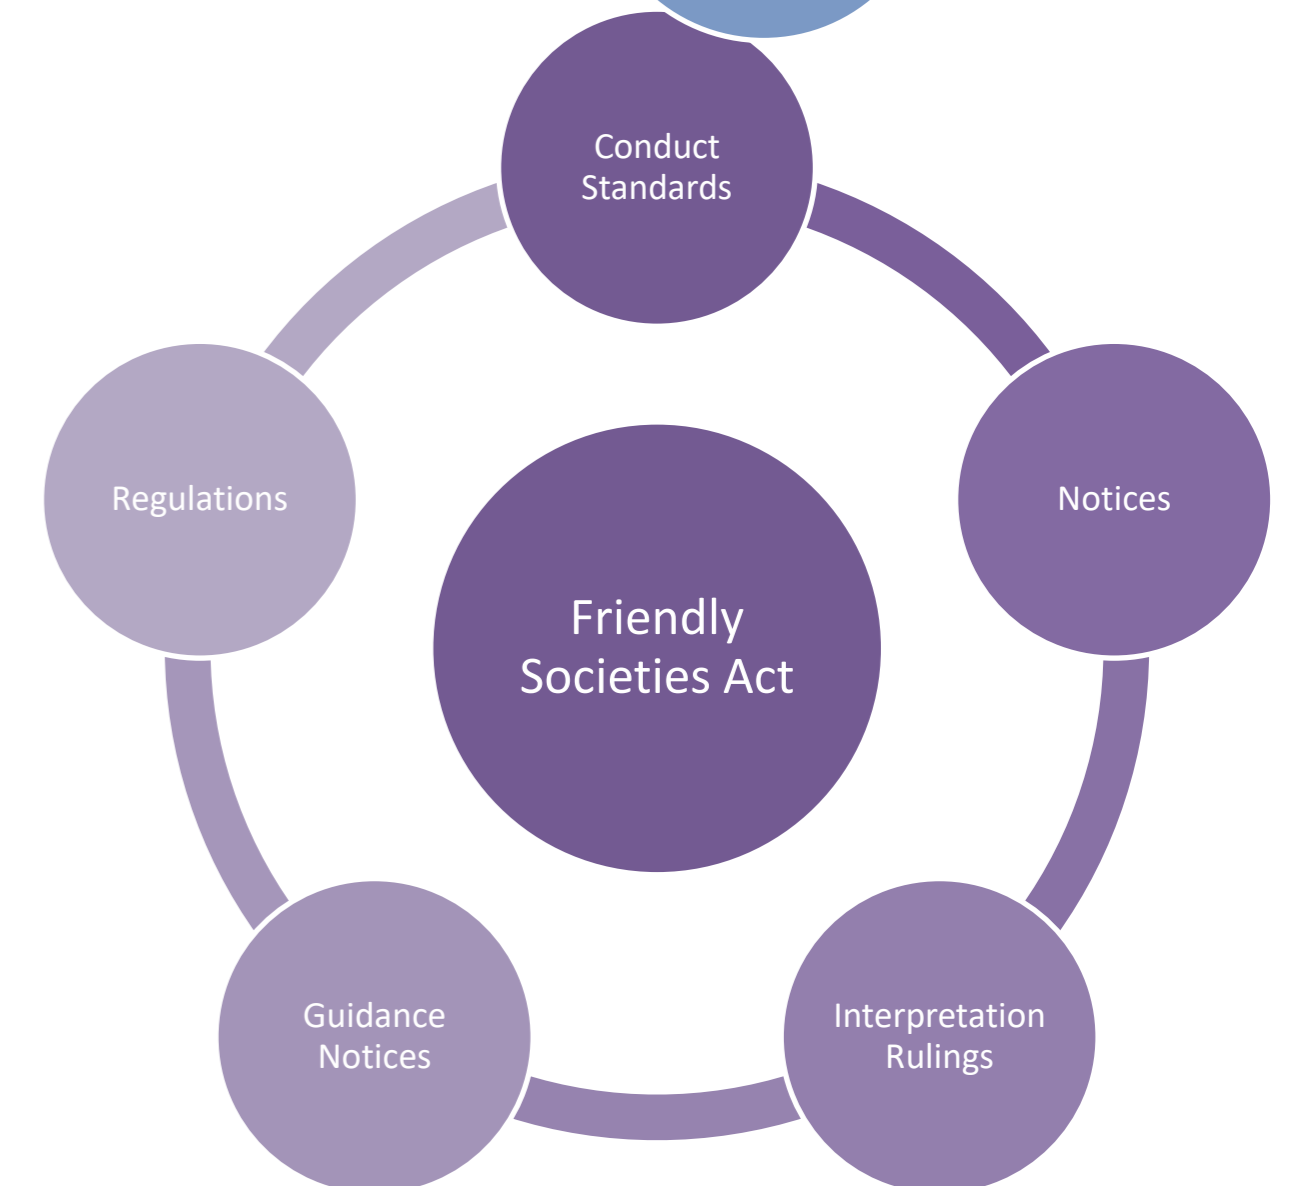 Conduct
Standards
Regulations
Notices
Friendly
Societies Act
Guidance
Notices
Interpretation
Rulings